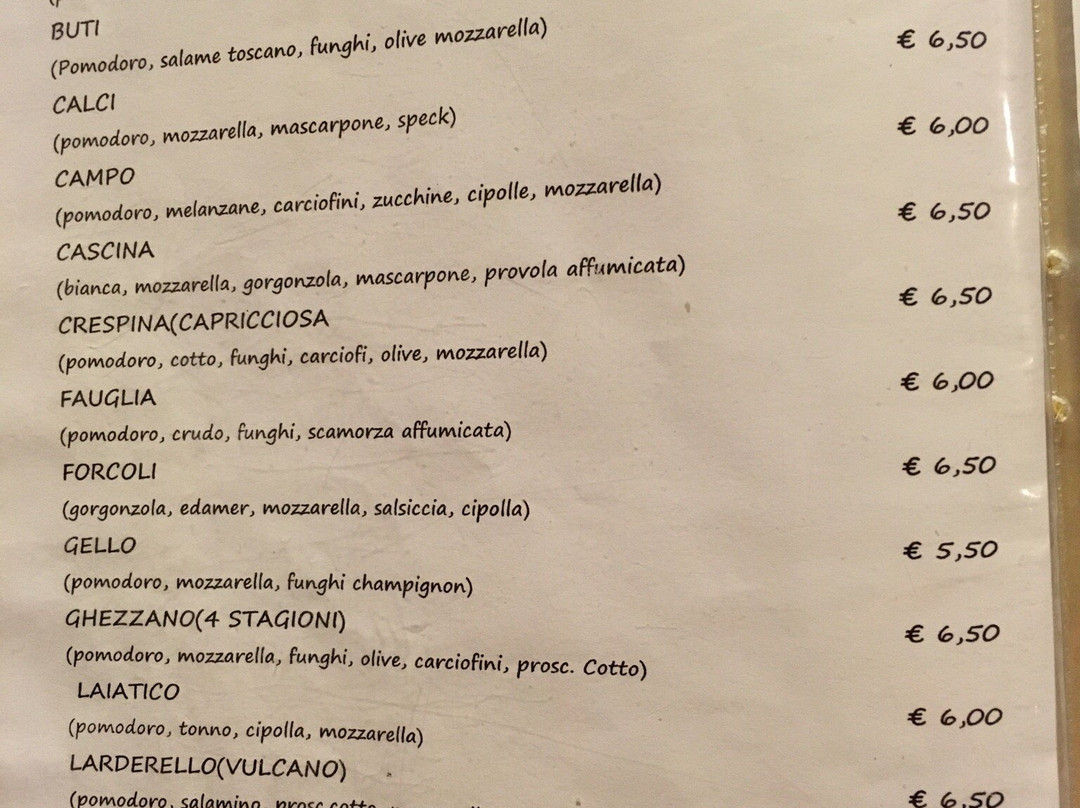 BUTI
(Pomodoro, salame toscano, funghi, olive mozzarella) € 6,50
CALCI
(pomodoro, mozzarella, mascarpone, speck) € 6,00
CAMPO
(pomodoro, melanzane, carciofini, zucchine, cipolle, mozzarella) € 6,50
CASCINA
(bianca, mozzarella, gorgonzola, mascarpone, provola affumicata) € 6,50
CRESPINA(CAPRICCIOSA
(pomodoro, cotto, funghi, carciofi, olive, mozzarella) € 6,00
FAUGLIA
(pomodoro, crudo, funghi, scamorza affumicata) € 6,50
FORCOLI
(gorgonzola, edamer, mozzarella, salsiccia, cipolla) € 5,50
GELLO
(pomodoro, mozzarella, funghi champignon) € 6,50
GHEZZANO(4 STAGIONI)
(pomodoro, mozzarella, funghi, olive, carciofini, prosc. Cotto) € 6,00
LAIATICO
(pomodoro, tonno, cipolla, mozzarella) € 6,50
LARDERELLO(VULCANO)
(pomodoro, salamino, prosc.cotto,